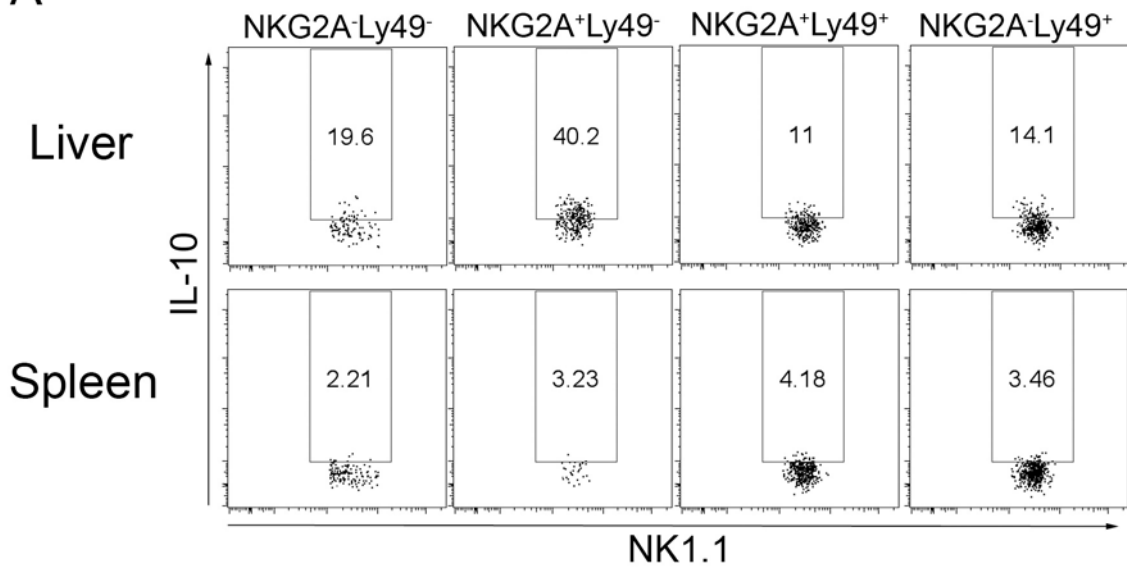 A
NKG2A⁻Ly49⁻ NKG2A⁺Ly49⁻ NKG2A⁺Ly49⁺ NKG2A⁻Ly49⁺
Liver
19.6 40.2 11 14.1
IL-10
Spleen
2.21 3.23 4.18 3.46
NK1.1